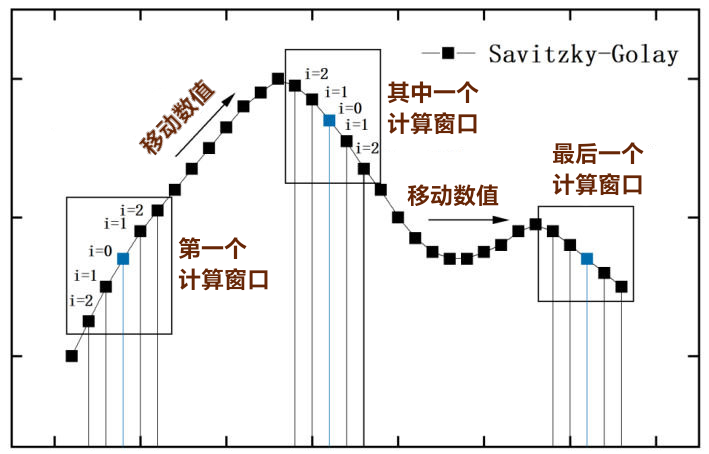 Savitzky-Golay
移动数值
i=2
i=1
i=0
i=1
i=2
其中一个
计算窗口
最后一个
计算窗口
移动数值
i=2
i=1
i=0
i=1
i=2
第一个
计算窗口